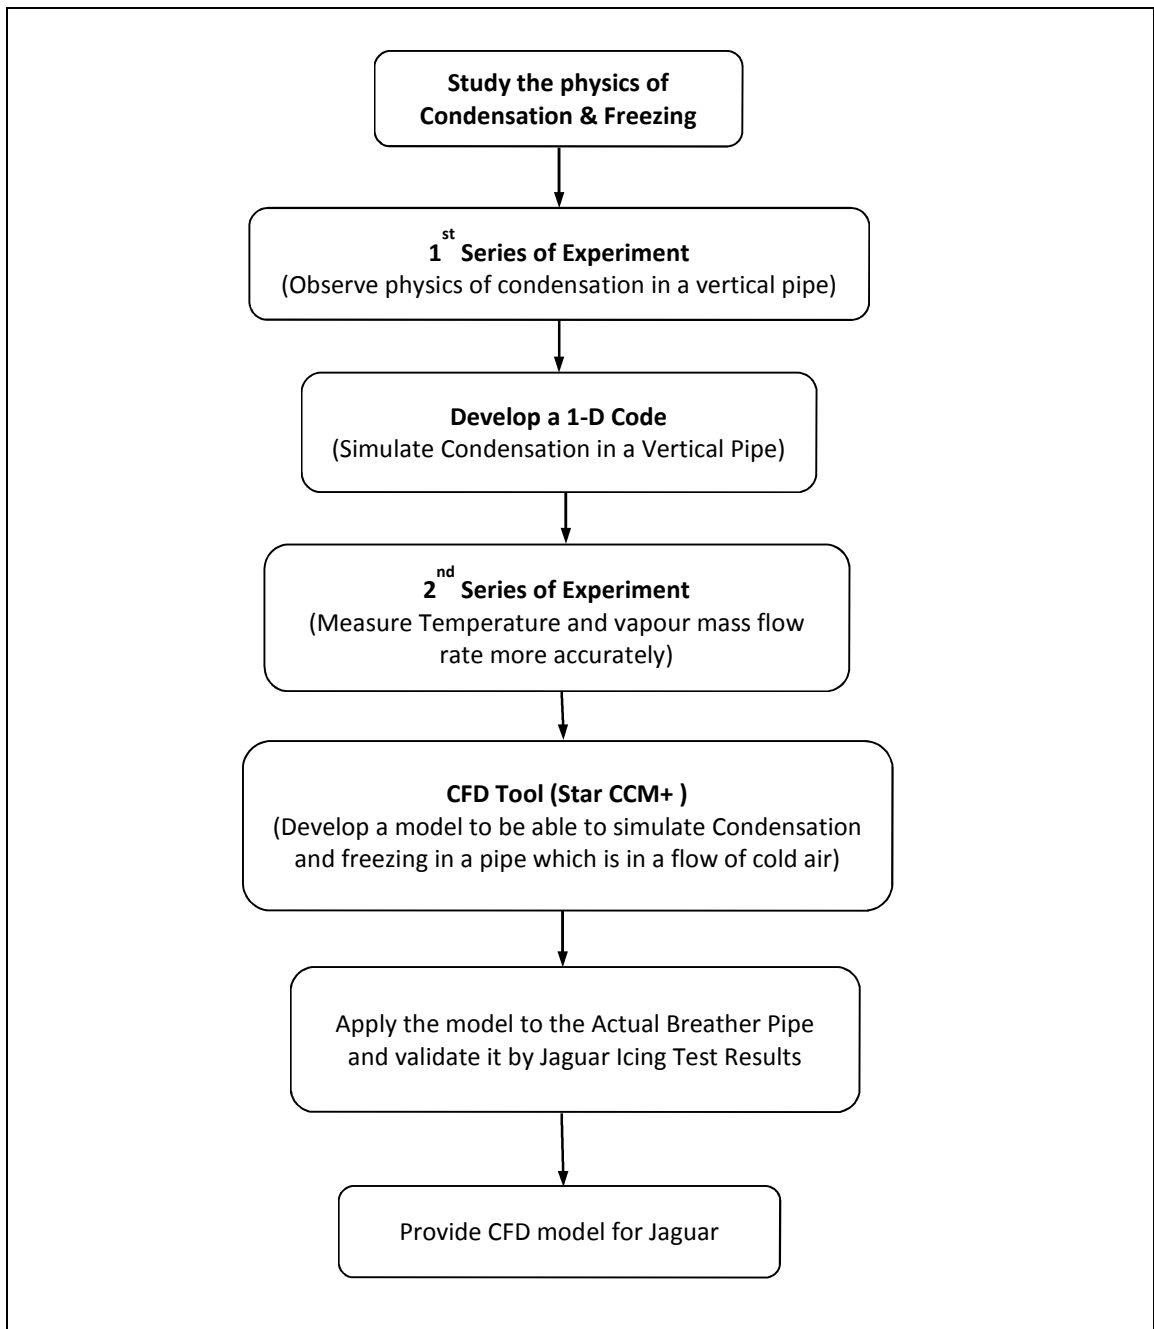 Study the physics of
Condensation & Freezing
1st Series of Experiment
(Observe physics of condensation in a vertical pipe)
Develop a 1-D Code
(Simulate Condensation in a Vertical Pipe)
2nd Series of Experiment
(Measure Temperature and vapour mass flow
rate more accurately)
CFD Tool (Star CCM+ )
(Develop a model to be able to simulate Condensation
and freezing in a pipe which is in a flow of cold air)
Apply the model to the Actual Breather Pipe
and validate it by Jaguar Icing Test Results
Provide CFD model for Jaguar